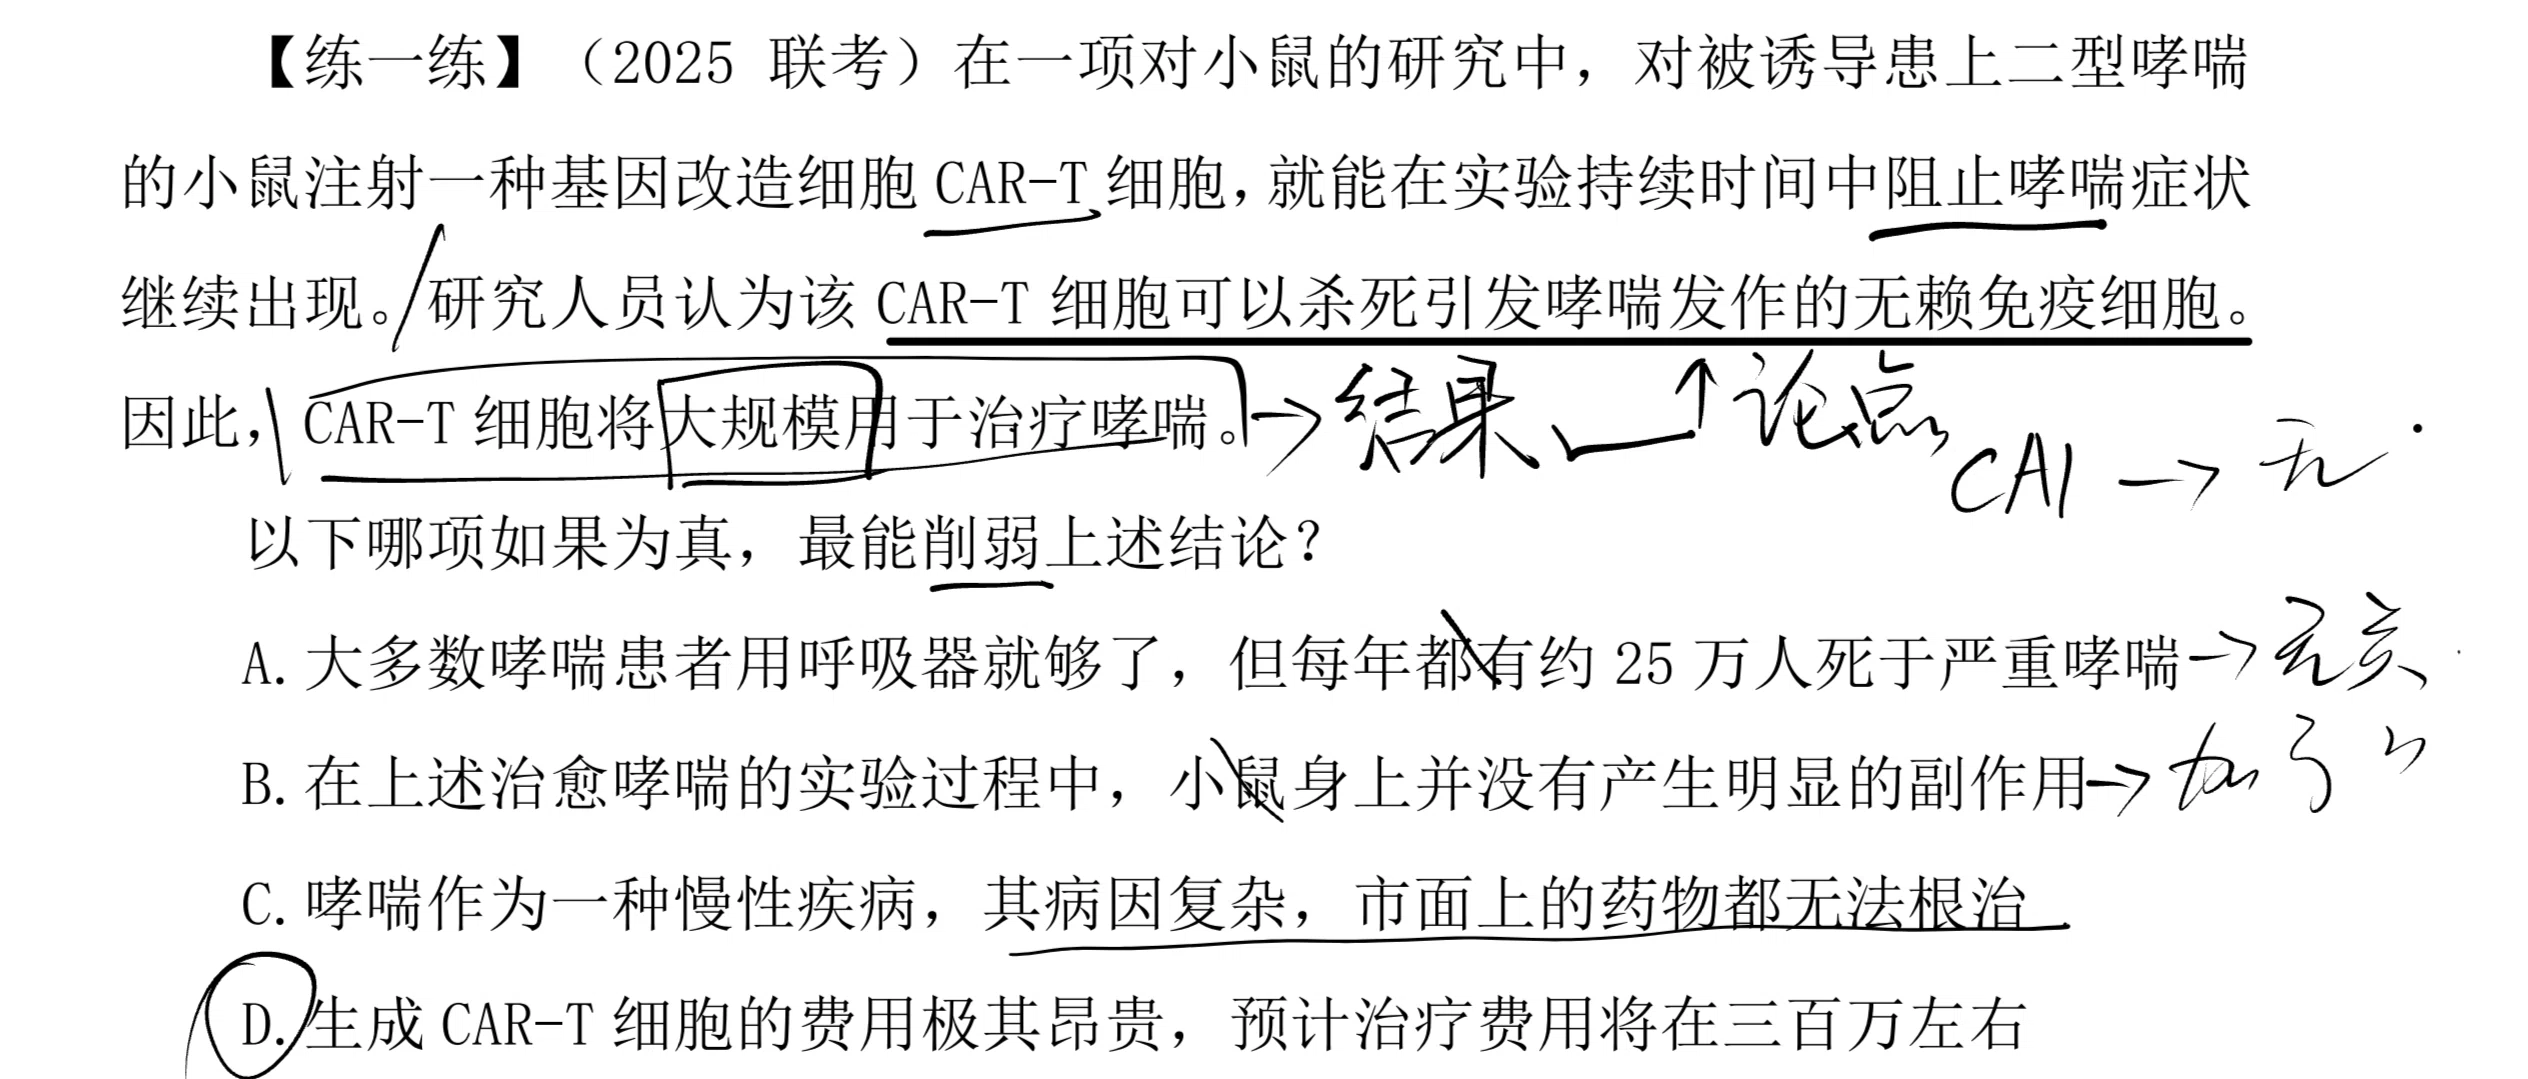 【练一练】（2025 联考）在一项对小鼠的研究中，对被诱导患上二型哮喘
的小鼠注射一种基因改造细胞 CAR-T 细胞，就能在实验持续时间中阻止哮喘症状
继续出现。研究人员认为该 CAR-T 细胞可以杀死引发哮喘发作的无赖免疫细胞。
因此，CAR-T 细胞将大规模用于治疗哮喘。→结果 ↑论点
CAR → 无
以下哪项如果为真，最能削弱上述结论？
A.大多数哮喘患者用呼吸器就够了，但每年都有约 25 万人死于严重哮喘→无关
B.在上述治愈哮喘的实验过程中，小鼠身上并没有产生明显的副作用→加
C.哮喘作为一种慢性疾病，其病因复杂，市面上的药物都无法根治
D.生成 CAR-T 细胞的费用极其昂贵，预计治疗费用将在三百万左右